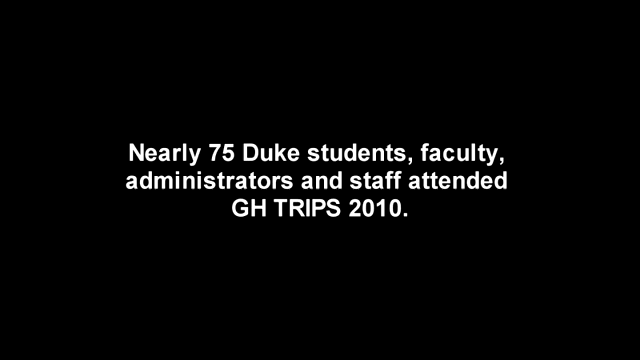 Nearly 75 Duke students, faculty,
administrators and staff attended
GH TRIPS 2010.